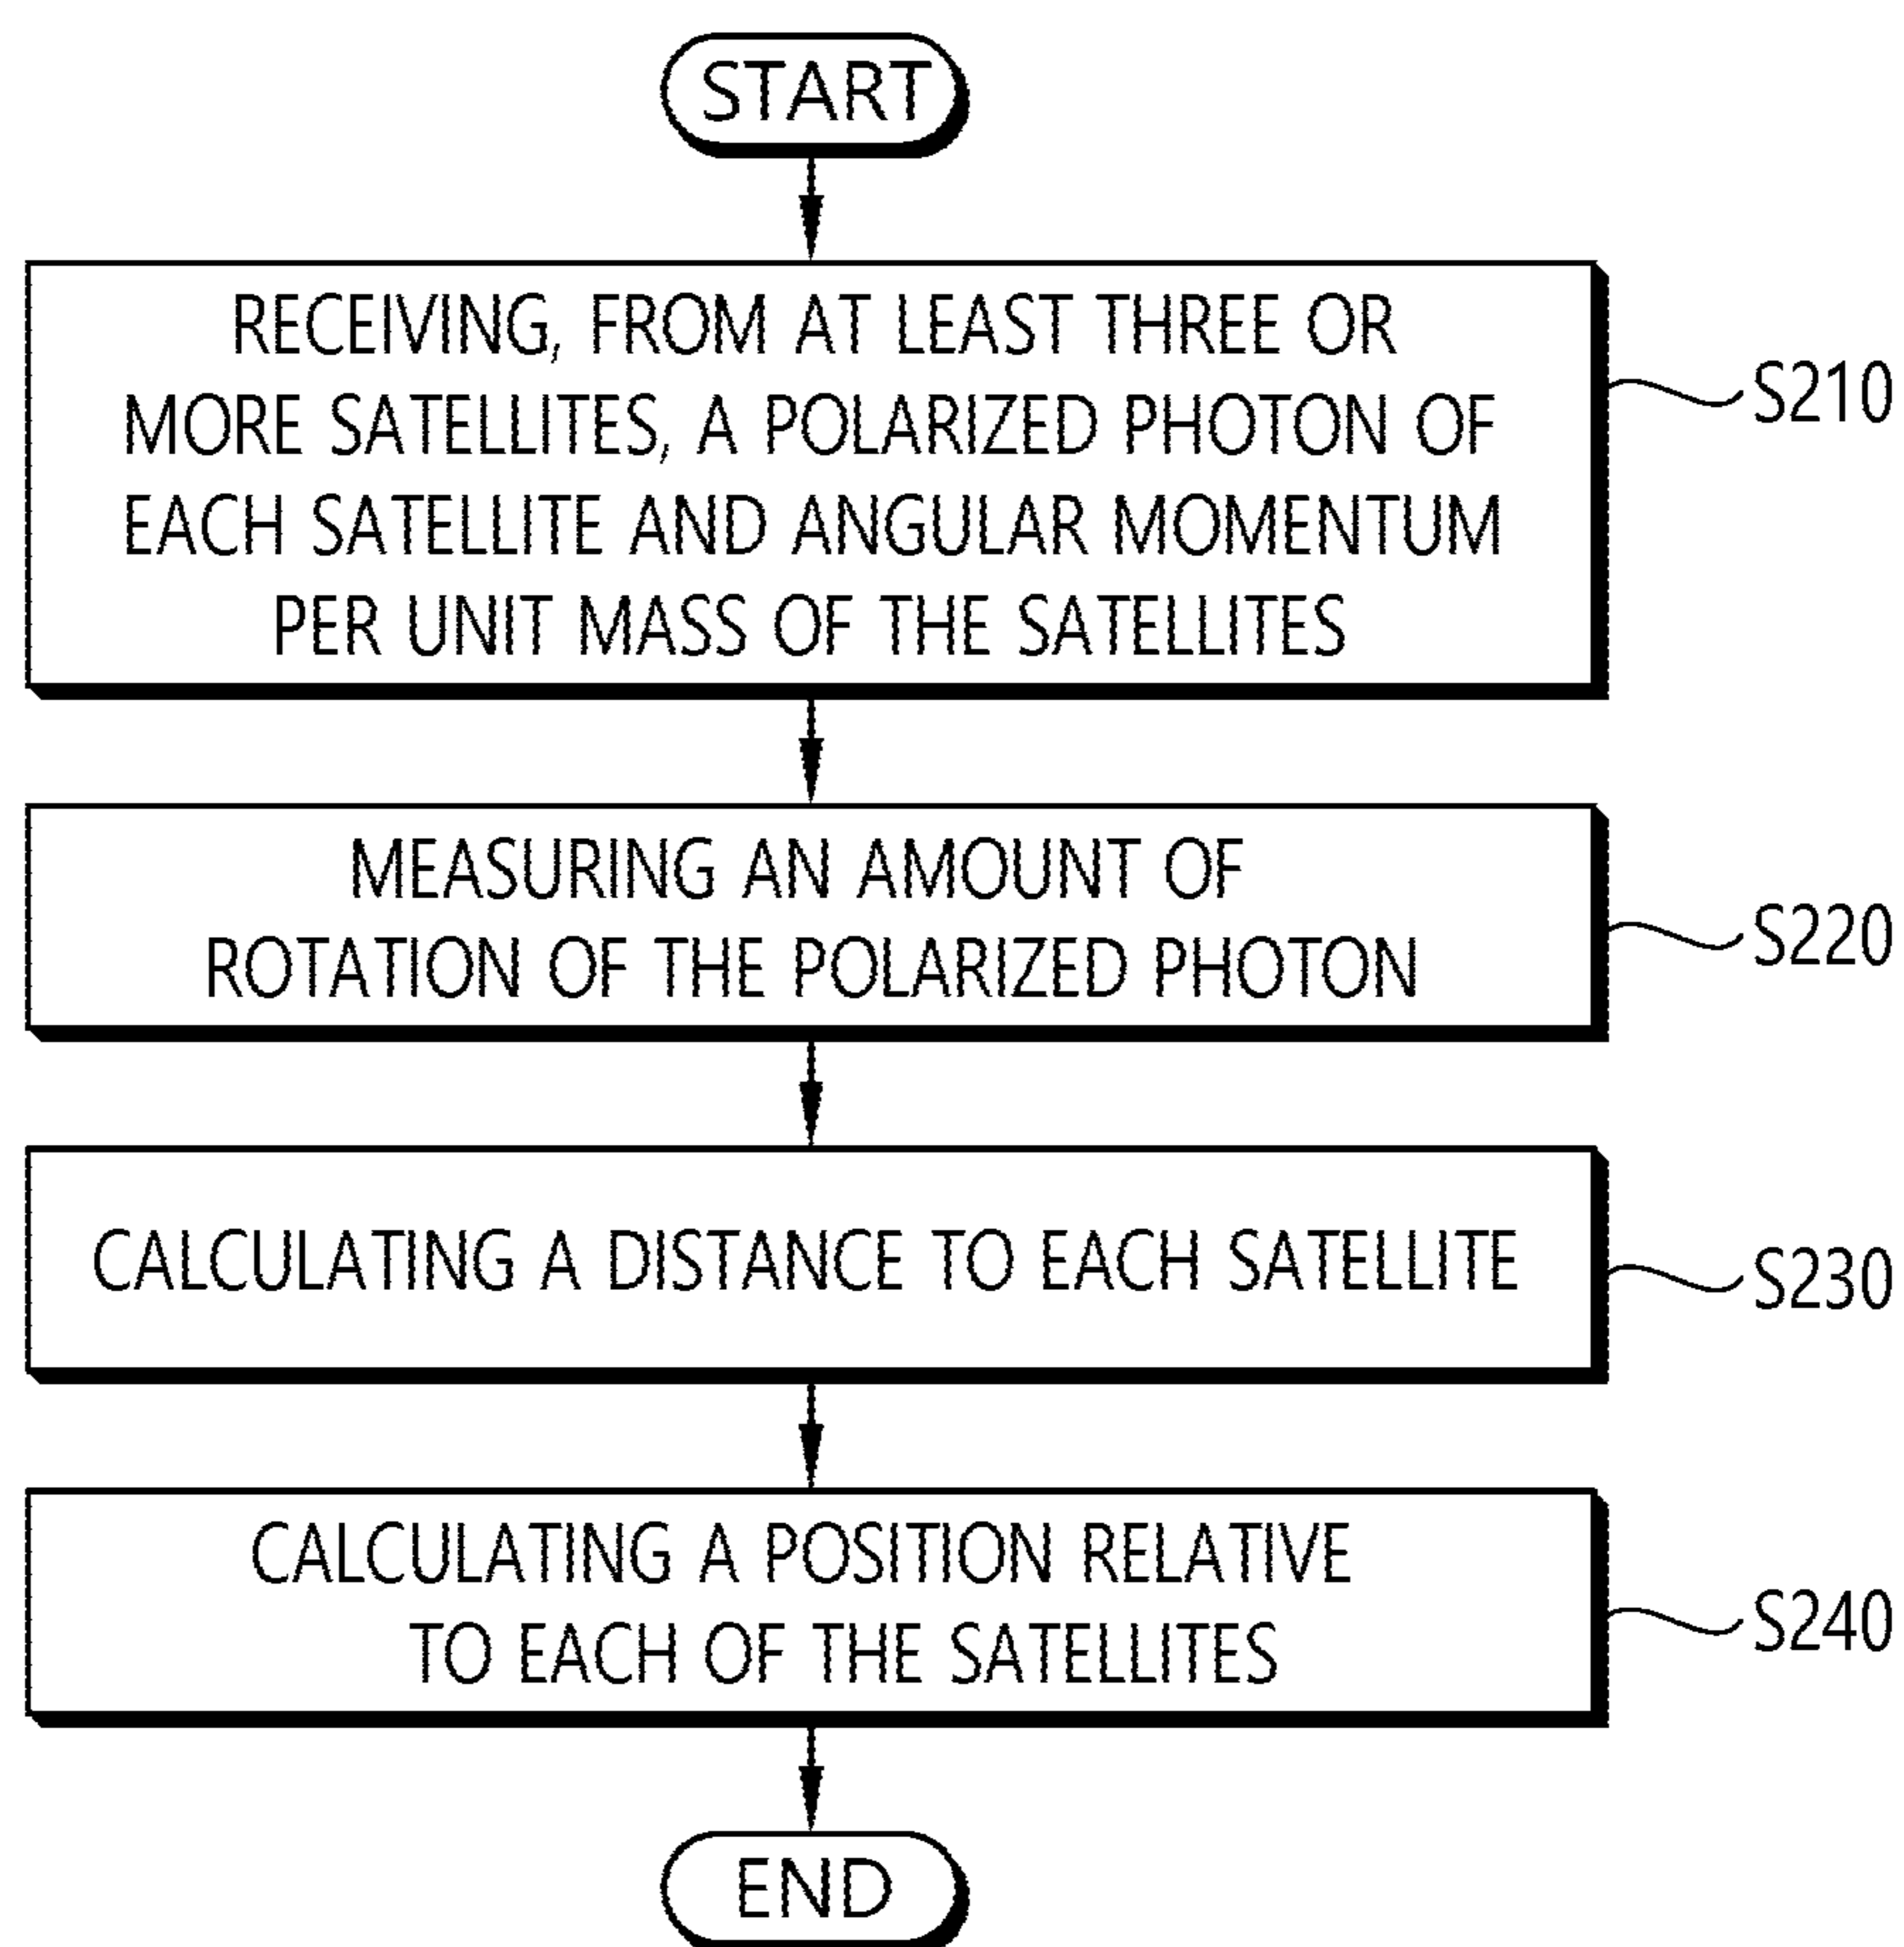 START
RECEIVING, FROM AT LEAST THREE OR
MORE SATELLITES, A POLARIZED PHOTON OF
EACH SATELLITE AND ANGULAR MOMENTUM
PER UNIT MASS OF THE SATELLITES
S210
MEASURING AN AMOUNT OF
ROTATION OF THE POLARIZED PHOTON
S220
CALCULATING A DISTANCE TO EACH SATELLITE
S230
CALCULATING A POSITION RELATIVE
TO EACH OF THE SATELLITES
S240
END